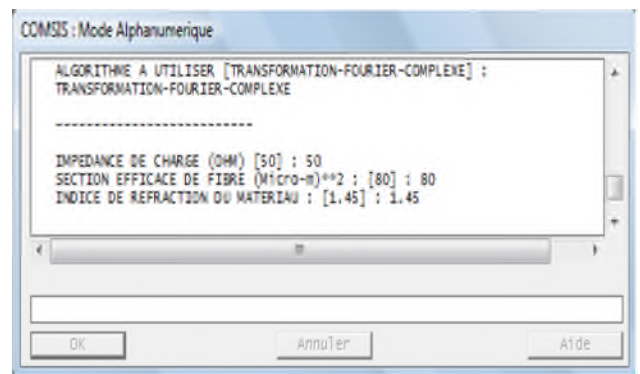 COMSIS : Mode Alphanumerique
ALGORITHME A UTILISER [TRANSFORMATION-FOURIER-COMPLEXE] :
TRANSFORMATION-FOURIER-COMPLEXE
--------------------------
IMPEDANCE DE CHARGE (OHM) [50] : 50
SECTION EFFICACE DE FIBRE (Micro-m)**2 : [80] : 80
INDICE DE REFRACTION DU MATERIAU : [1.45] : 1.45
OK
Annuler
Aide